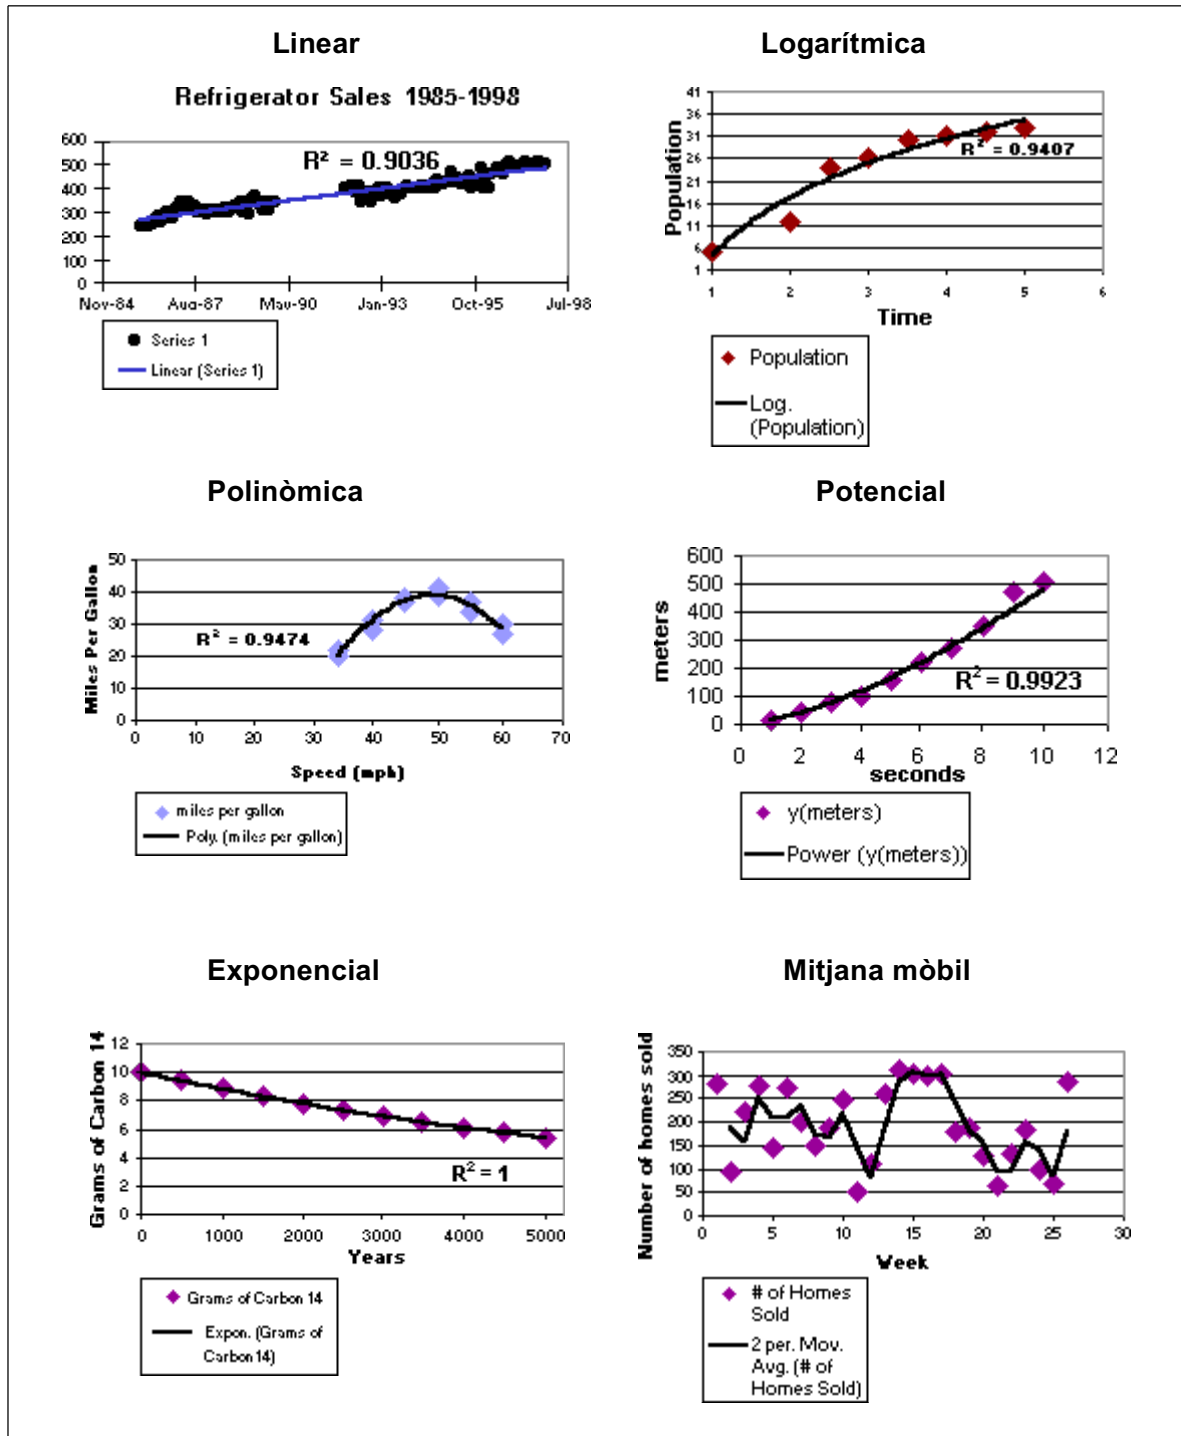 Linear
Refrigerator Sales 1985-1998
600
500
400
300
200
100
0
R² = 0.9036
Nov-84 Aug-87 May-90 Jan-93 Oct-95 Jul-98
Series 1
Linear (Series 1)
Logarítmica
Population
41
36
31
26
21
16
11
6
1
R² = 0.9407
1 2 3 4 5 6
Time
Population
Log.
(Population)
Polinòmica
Miles Per Gallon
50
40
30
20
10
0
R² = 0.9474
0 10 20 30 40 50 60 70
Speed (mph)
miles per gallon
Poly. (miles per gallon)
Potencial
meters
600
500
400
300
200
100
0
R² = 0.9923
0 2 4 6 8 10 12
seconds
y(meters)
Power (y(meters))
Exponencial
Grams of Carbon 14
12
10
8
6
4
2
0
R² = 1
0 1000 2000 3000 4000 5000
Years
Grams of Carbon 14
Expon. (Grams of
Carbon 14)
Mitjana mòbil
Number of homes sold
350
300
250
200
150
100
50
0
0 5 10 15 20 25 30
Week
# of Homes
Sold
2 per. Mov.
Avg. (# of
Homes Sold)